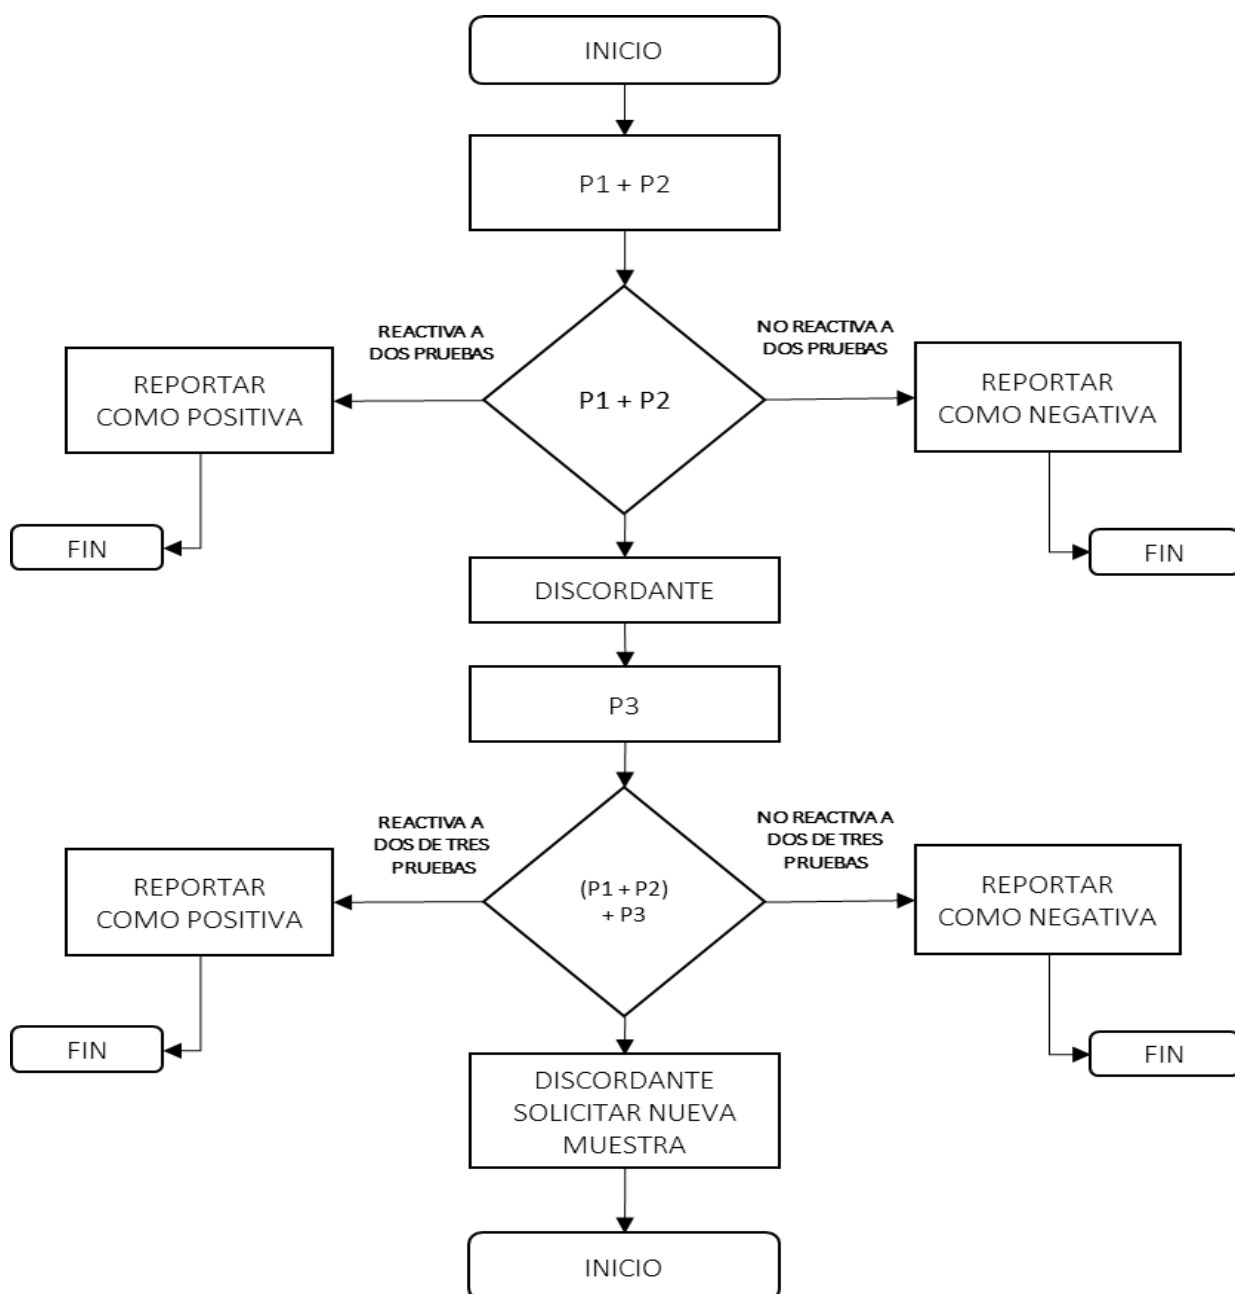 INICIO
P1 + P2
REACTIVA A
DOS PRUEBAS
NO REACTIVA A
DOS PRUEBAS
REPORTAR
COMO POSITIVA
P1 + P2
REPORTAR
COMO NEGATIVA
FIN
FIN
DISCORDANTE
P3
REACTIVA A
DOS DE TRES
PRUEBAS
NO REACTIVA A
DOS DE TRES
PRUEBAS
REPORTAR
COMO POSITIVA
(P1 + P2)
+ P3
REPORTAR
COMO NEGATIVA
FIN
FIN
DISCORDANTE
SOLICITAR NUEVA
MUESTRA
INICIO